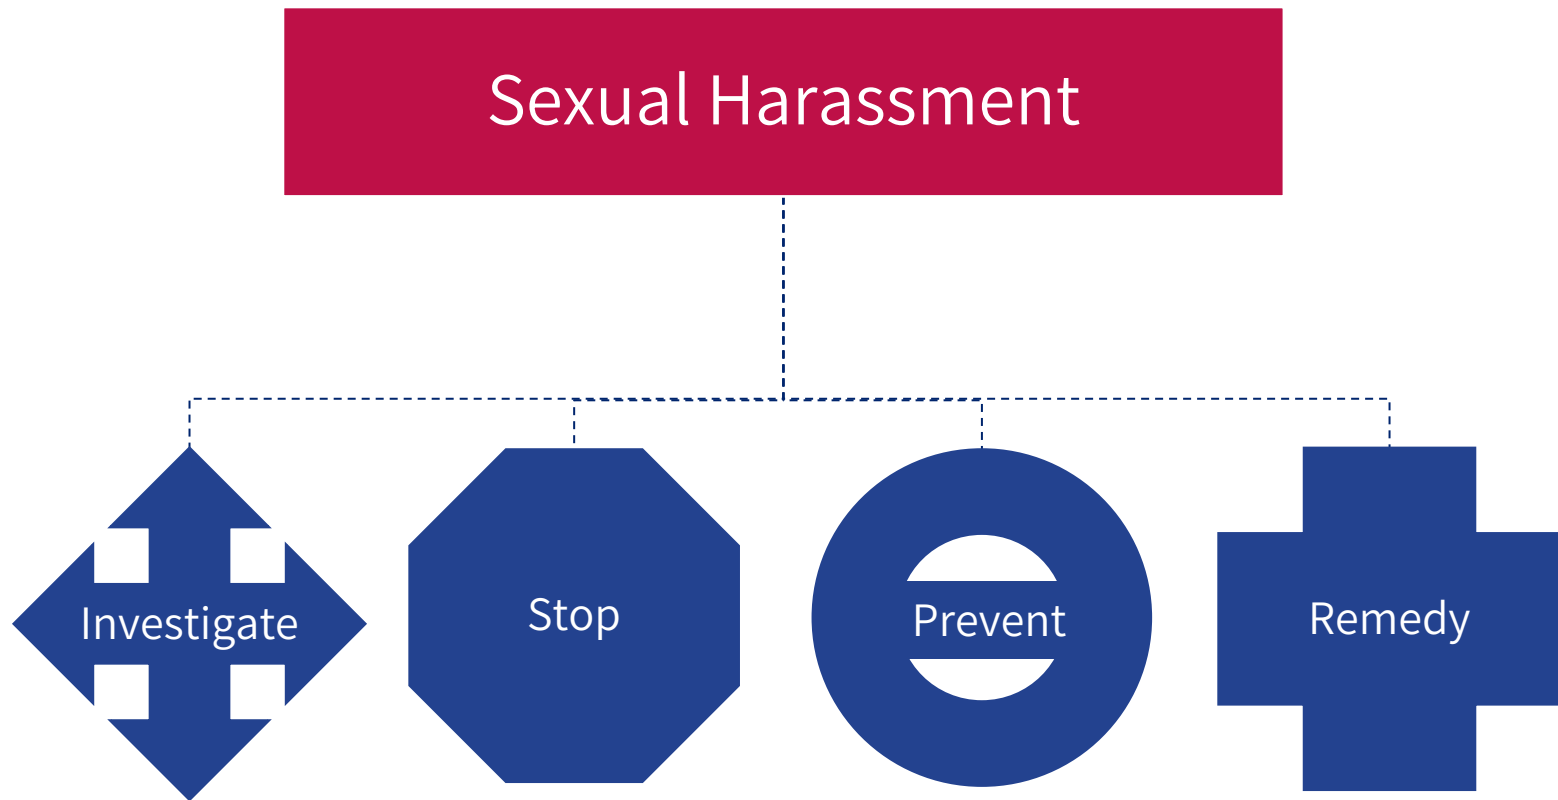 Sexual Harassment
Investigate
Stop
Prevent
Remedy